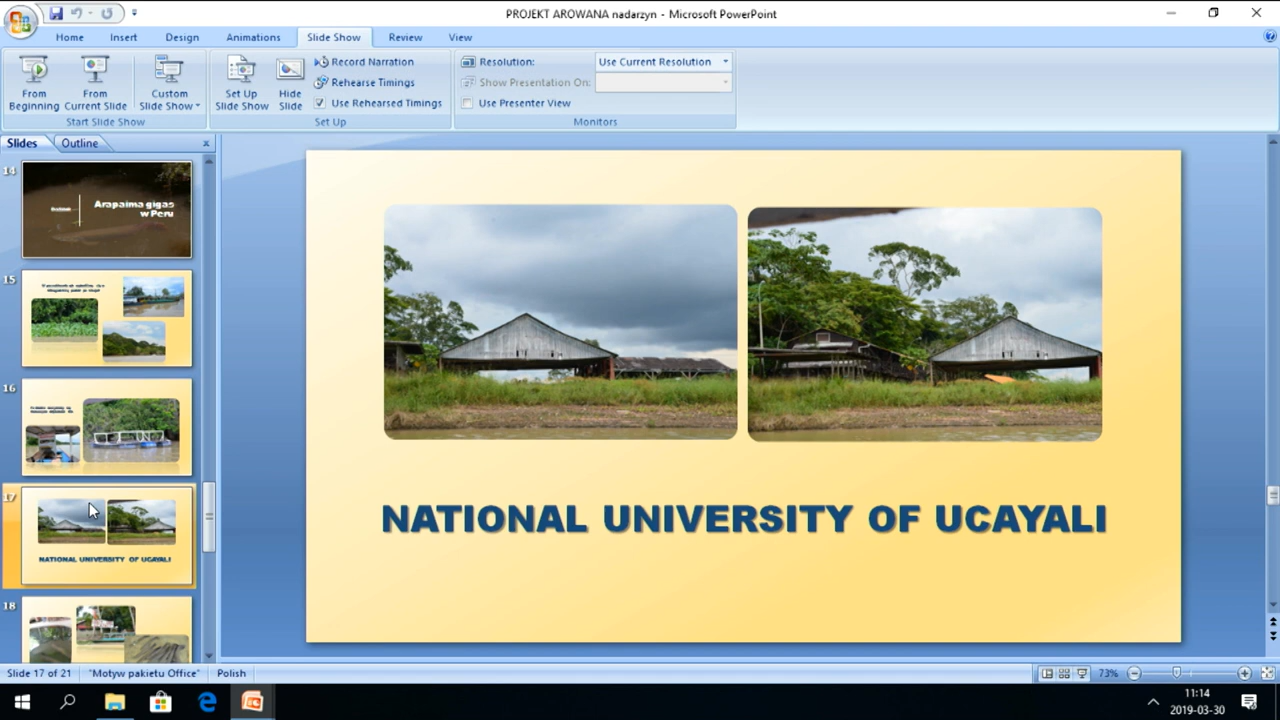 PROJEKT AROWANA nadarzyn - Microsoft PowerPoint
Home Insert Design Animations Slide Show Review View
From Beginning
From Current Slide
Custom Slide Show
Start Slide Show
Set Up Slide Show
Hide Slide
Record Narration
Rehearse Timings
Use Rehearsed Timings
Set Up
Resolution: Use Current Resolution
Show Presentation On:
Use Presenter View
Monitors
Slides Outline
14
Arapaima gigas
w Peru
15
16
17
NATIONAL UNIVERSITY OF UCAYALI
18
NATIONAL UNIVERSITY OF UCAYALI
Slide 17 of 21 "Motyw pakietu Office" Polish 73%
11:14
2019-03-30